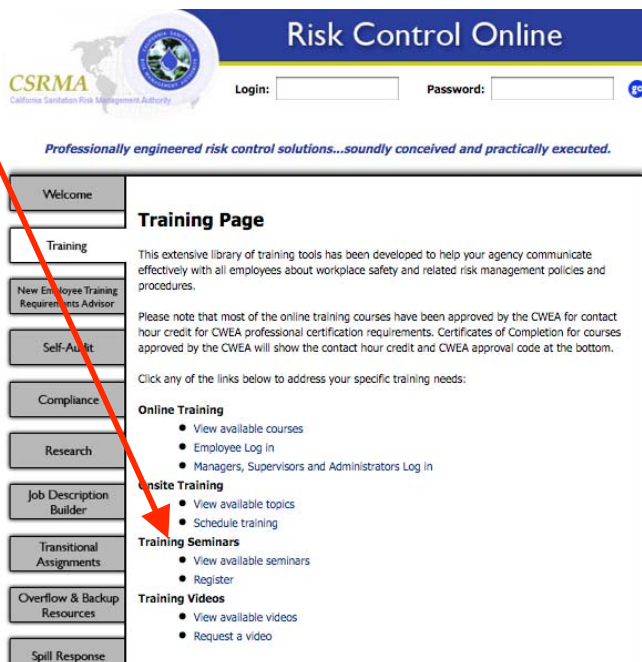 Risk Control Online
CSRMA
California Sanitation Risk Management Authority
Login:
Password:
go
Professionally engineered risk control solutions...soundly conceived and practically executed.
Welcome
Training
New Employee Training
Requirements Advisor
Self-Audit
Compliance
Research
Job Description
Builder
Transitional
Assignments
Overflow & Backup
Resources
Spill Response
Training Page
This extensive library of training tools has been developed to help your agency communicate
effectively with all employees about workplace safety and related risk management policies and
procedures.
Please note that most of the online training courses have been approved by the CWEA for contact
hour credit for CWEA professional certification requirements. Certificates of Completion for courses
approved by the CWEA will show the contact hour credit and CWEA approval code at the bottom.
Click any of the links below to address your specific training needs:
Online Training
View available courses
Employee Log in
Managers, Supervisors and Administrators Log in
Onsite Training
View available topics
Schedule training
Training Seminars
View available seminars
Register
Training Videos
View available videos
Request a video